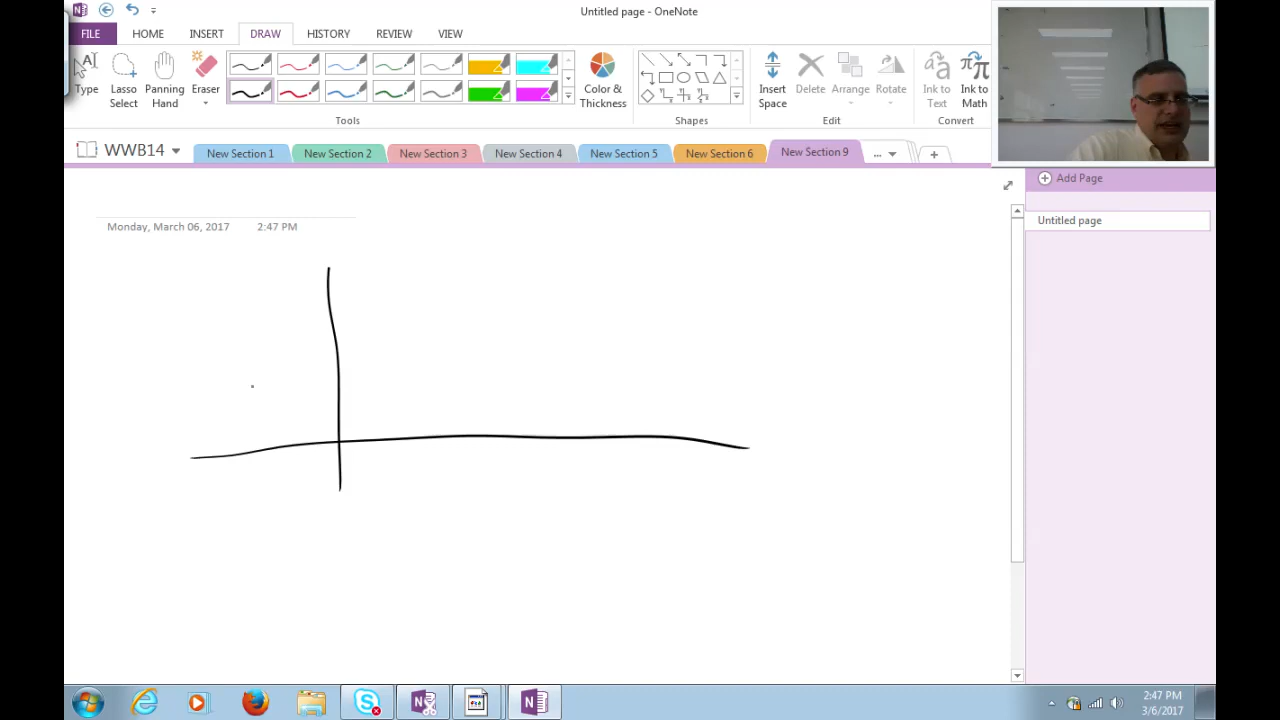 Untitled page - OneNote
FILE HOME INSERT DRAW HISTORY REVIEW VIEW
Type
Lasso Select
Panning Hand
Eraser
Color & Thickness
Insert Space
Delete
Arrange
Rotate
Ink to Text
Ink to Math
Tools Shapes Edit Convert
WWB14 New Section 1 New Section 2 New Section 3 New Section 4 New Section 5 New Section 6 New Section 9 ...
Add Page
Untitled page
Monday, March 06, 2017 2:47 PM
2:47 PM
3/6/2017